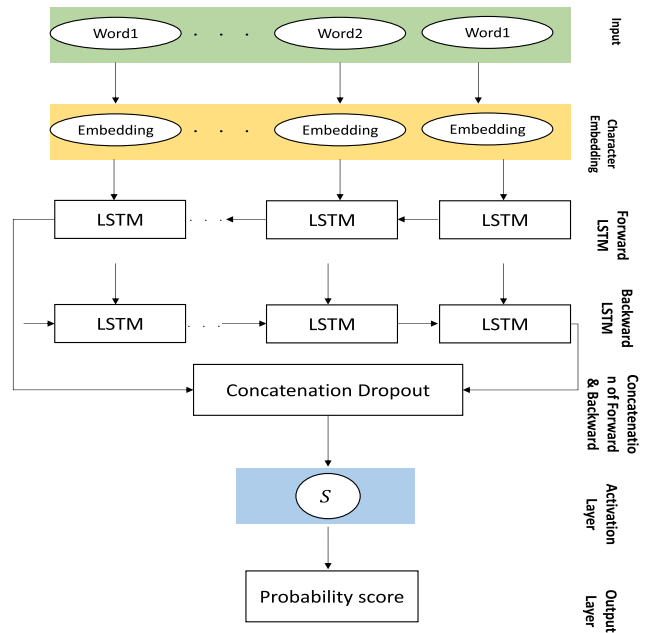 Word1 . . . Word2 Word1
Input
Embedding . . . Embedding Embedding
Character
Embedding
LSTM . . . LSTM LSTM
Forward
LSTM
LSTM . . . LSTM LSTM
Backward
LSTM
Concatenation Dropout
Concatenatio
n of Forward
& Backward
S
Activation
Layer
Probability score
Output
Layer